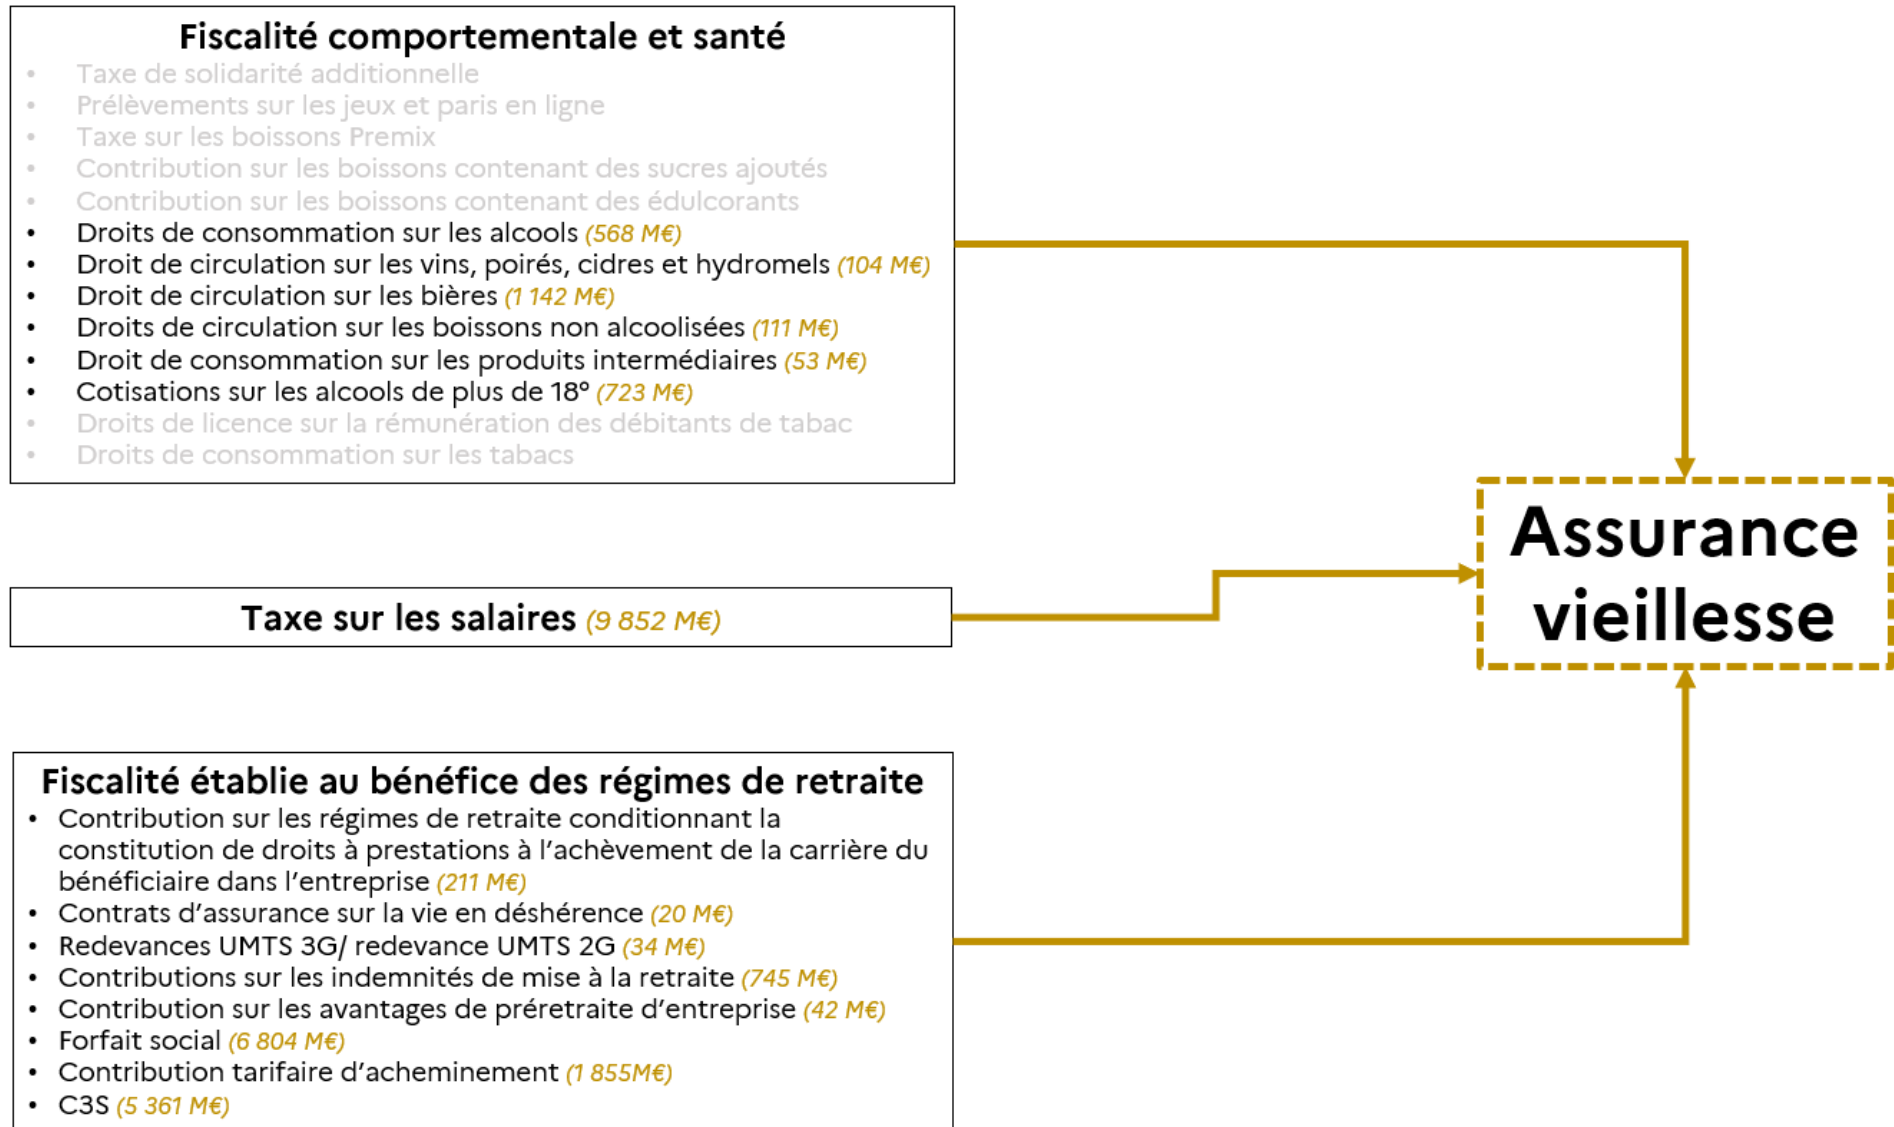 Fiscalité comportementale et santé
• Taxe de solidarité additionnelle
• Prélèvements sur les jeux et paris en ligne
• Taxe sur les boissons Premix
• Contribution sur les boissons contenant des sucres ajoutés
• Contribution sur les boissons contenant des édulcorants
• Droits de consommation sur les alcools (568 M€)
• Droit de circulation sur les vins, poirés, cidres et hydromels (104 M€)
• Droit de circulation sur les bières (1 142 M€)
• Droits de circulation sur les boissons non alcoolisées (111 M€)
• Droit de consommation sur les produits intermédiaires (53 M€)
• Cotisations sur les alcools de plus de 18° (723 M€)
• Droits de licence sur la rémunération des débitants de tabac
• Droits de consommation sur les tabacs
Assurance
vieillesse
Taxe sur les salaires (9 852 M€)
Fiscalité établie au bénéfice des régimes de retraite
• Contribution sur les régimes de retraite conditionnant la
constitution de droits à prestations à l'achèvement de la carrière du
bénéficiaire dans l'entreprise (211 M€)
• Contrats d'assurance sur la vie en déshérence (20 M€)
• Redevances UMTS 3G/ redevance UMTS 2G (34 M€)
• Contributions sur les indemnités de mise à la retraite (745 M€)
• Contribution sur les avantages de préretraite d'entreprise (42 M€)
• Forfait social (6 804 M€)
• Contribution tarifaire d'acheminement (1 855M€)
• C3S (5 361 M€)